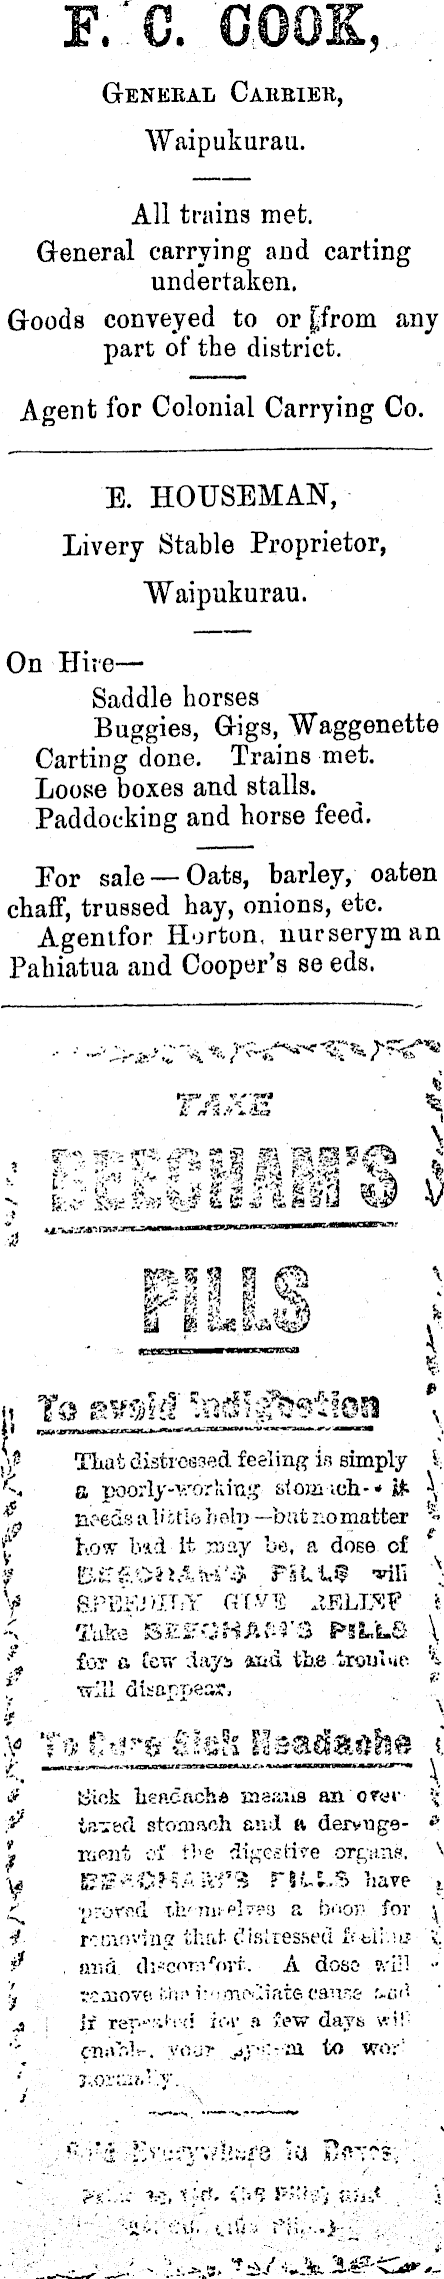 F. C. COOK,
GENERAL CARRIER,
Waipukurau.
All trains met.
General carrying and carting
undertaken.
Goods conveyed to or from any
part of the district.
Agent for Colonial Carrying Co.
E. HOUSEMAN,
Livery Stable Proprietor,
Waipukurau.
On Hire—
Saddle horses
Buggies, Gigs, Waggenette
Carting done. Trains met.
Loose boxes and stalls.
Paddocking and horse feed.
For sale — Oats, barley, oaten
chaff, trussed hay, onions, etc.
Agent for Horton, nurseryman
Pahiatua and Cooper's seeds.
TAKE
BEECHAM'S
PILLS
To avoid Indigestion
That distressed feeling is simply
a poorly-working stomach-- it
needs a little help—but no matter
how bad it may be, a dose of
BEECHAM'S PILLS will
SPEEDILY GIVE RELIEF
Take BEECHAM'S PILLS
for a few days and the trouble
will disappear.
To Cure Sick Headache
Sick headache means an over-
taxed stomach and a derange-
ment of the digestive organs.
BEECHAM'S PILLS have
proved themselves a boon for
removing that distressed feeling
and discomfort. A dose will
remove the immediate cause and
if repeated for a few days will
enable your system to work
normally.
Sold Everywhere in Boxes,